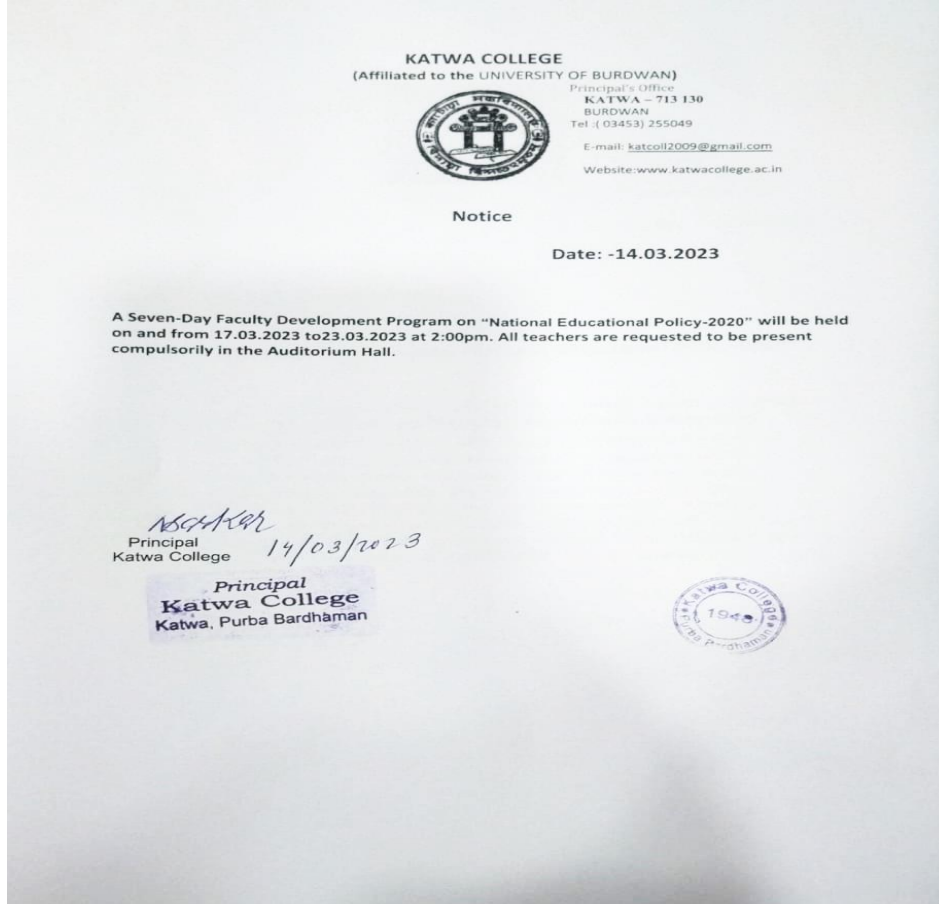 KATWA COLLEGE
(Affiliated to the UNIVERSITY OF BURDWAN)
Principal's Office
KATWA – 713 130
BURDWAN
Tel :( 03453) 255049
E-mail: katcoll2009@gmail.com
Website:www.katwacollege.ac.in
Notice
Date: -14.03.2023
A Seven-Day Faculty Development Program on “National Educational Policy-2020” will be held
on and from 17.03.2023 to23.03.2023 at 2:00pm. All teachers are requested to be present
compulsorily in the Auditorium Hall.
Principal
Katwa College
14/03/2023
Principal
Katwa College
Katwa, Purba Bardhaman
Katwa College
1948
Purba Bardhaman